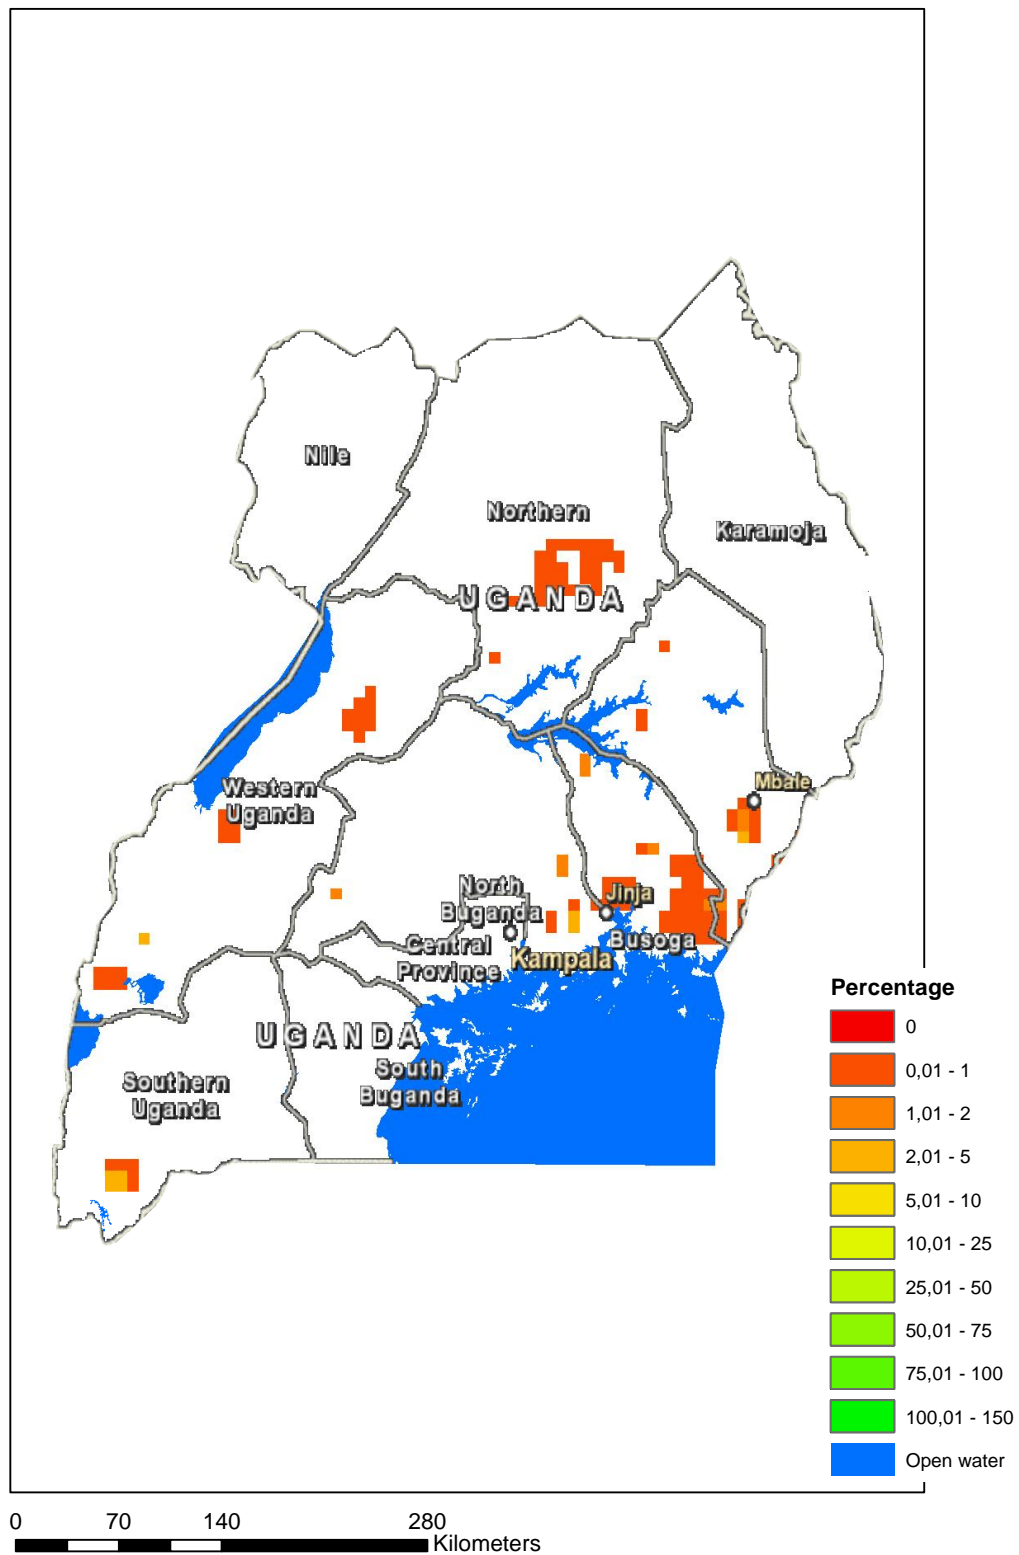 Nile
Northern
Karamoja
UGANDA
Mbale
Western
Uganda
North
Buganda
Jinja
Busoga
Central
Province
Kampala
UGANDA
South
Buganda
Southern
Uganda
Percentage
0
0,01 - 1
1,01 - 2
2,01 - 5
5,01 - 10
10,01 - 25
25,01 - 50
50,01 - 75
75,01 - 100
100,01 - 150
Open water
0 70 140 280
Kilometers